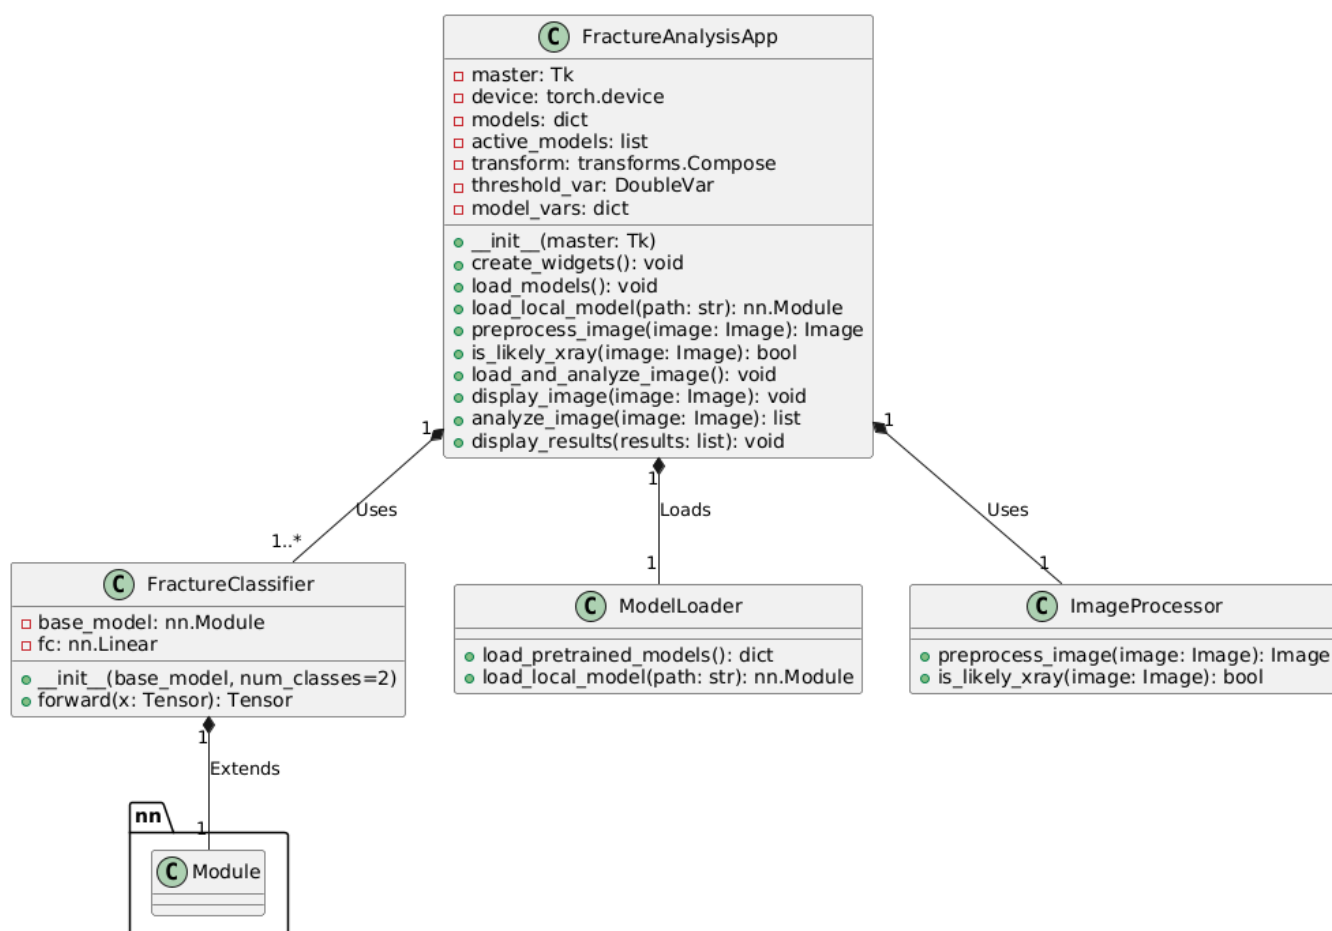 C FractureAnalysisApp
master: Tk
device: torch.device
models: dict
active_models: list
transform: transforms.Compose
threshold_var: DoubleVar
model_vars: dict
__init__(master: Tk)
create_widgets(): void
load_models(): void
load_local_model(path: str): nn.Module
preprocess_image(image: Image): Image
is_likely_xray(image: Image): bool
load_and_analyze_image(): void
display_image(image: Image): void
analyze_image(image: Image): list
display_results(results: list): void
1
1
1
Uses
Loads
Uses
1..*
1
1
C FractureClassifier
base_model: nn.Module
fc: nn.Linear
__init__(base_model, num_classes=2)
forward(x: Tensor): Tensor
C ModelLoader
load_pretrained_models(): dict
load_local_model(path: str): nn.Module
C ImageProcessor
preprocess_image(image: Image): Image
is_likely_xray(image: Image): bool
1
Extends
1
nn
C Module